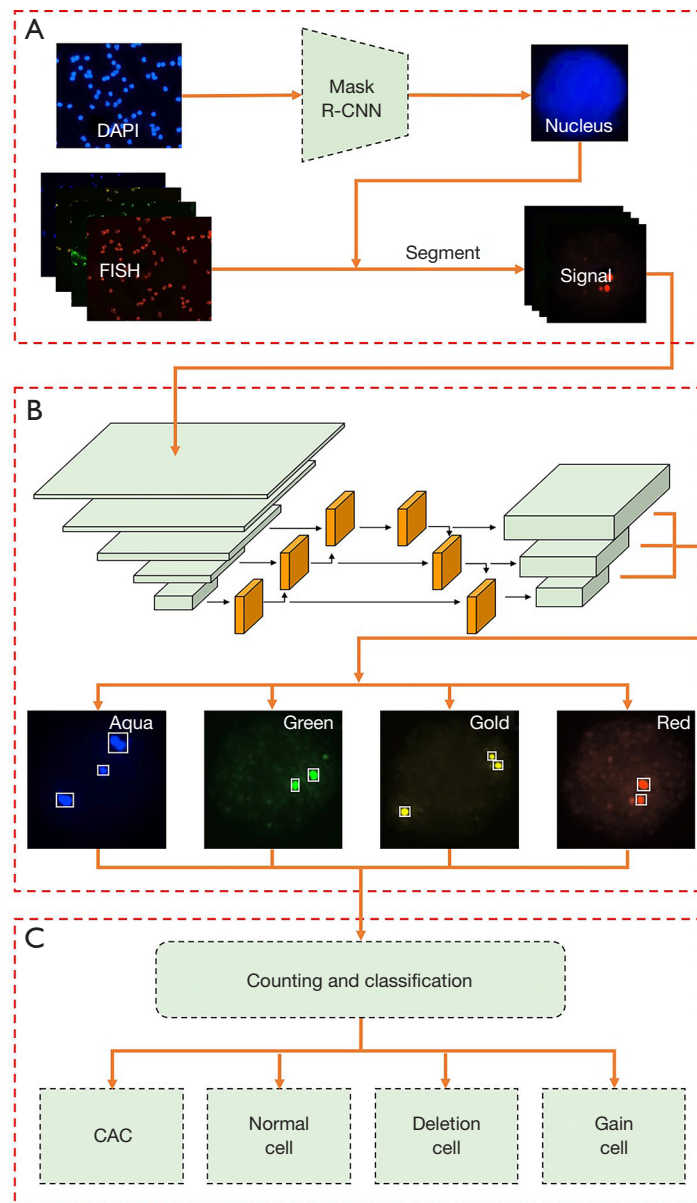 A
DAPI
Mask
R-CNN
Nucleus
FISH
Segment
Signal
B
Aqua
Green
Gold
Red
C
Counting and classification
CAC
Normal
cell
Deletion
cell
Gain
cell